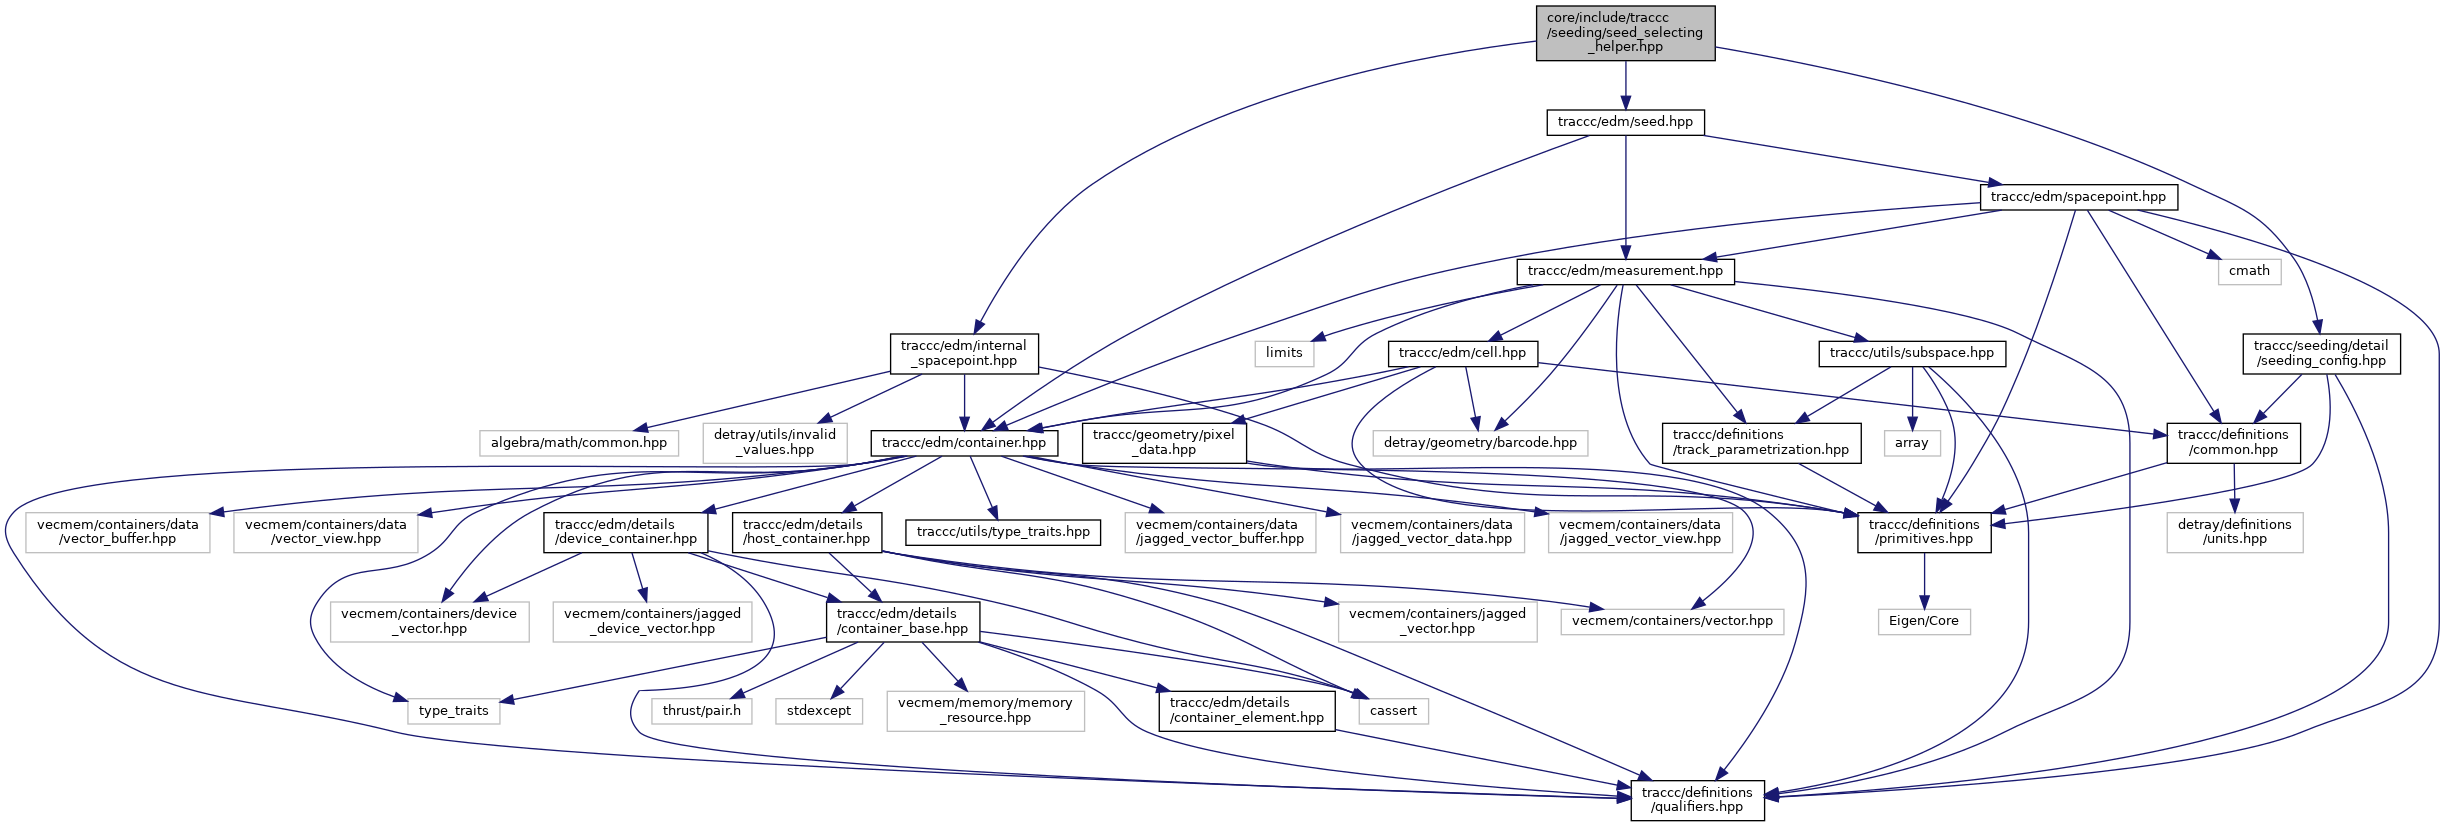 core/include/traccc
/seeding/seed_selecting
_helper.hpp
traccc/edm/seed.hpp
traccc/edm/spacepoint.hpp
traccc/edm/measurement.hpp
cmath
traccc/edm/internal
_spacepoint.hpp
limits
traccc/edm/cell.hpp
traccc/utils/subspace.hpp
traccc/seeding/detail
/seeding_config.hpp
algebra/math/common.hpp
detray/utils/invalid
_values.hpp
traccc/edm/container.hpp
traccc/geometry/pixel
_data.hpp
detray/geometry/barcode.hpp
traccc/definitions
/track_parametrization.hpp
array
traccc/definitions
/common.hpp
vecmem/containers/data
/vector_buffer.hpp
vecmem/containers/data
/vector_view.hpp
traccc/edm/details
/device_container.hpp
traccc/edm/details
/host_container.hpp
traccc/utils/type_traits.hpp
vecmem/containers/data
/jagged_vector_buffer.hpp
vecmem/containers/data
/jagged_vector_data.hpp
vecmem/containers/data
/jagged_vector_view.hpp
traccc/definitions
/primitives.hpp
detray/definitions
/units.hpp
vecmem/containers/device
_vector.hpp
vecmem/containers/jagged
_device_vector.hpp
traccc/edm/details
/container_base.hpp
vecmem/containers/jagged
_vector.hpp
vecmem/containers/vector.hpp
Eigen/Core
type_traits
thrust/pair.h
stdexcept
vecmem/memory/memory
_resource.hpp
traccc/edm/details
/container_element.hpp
cassert
traccc/definitions
/qualifiers.hpp